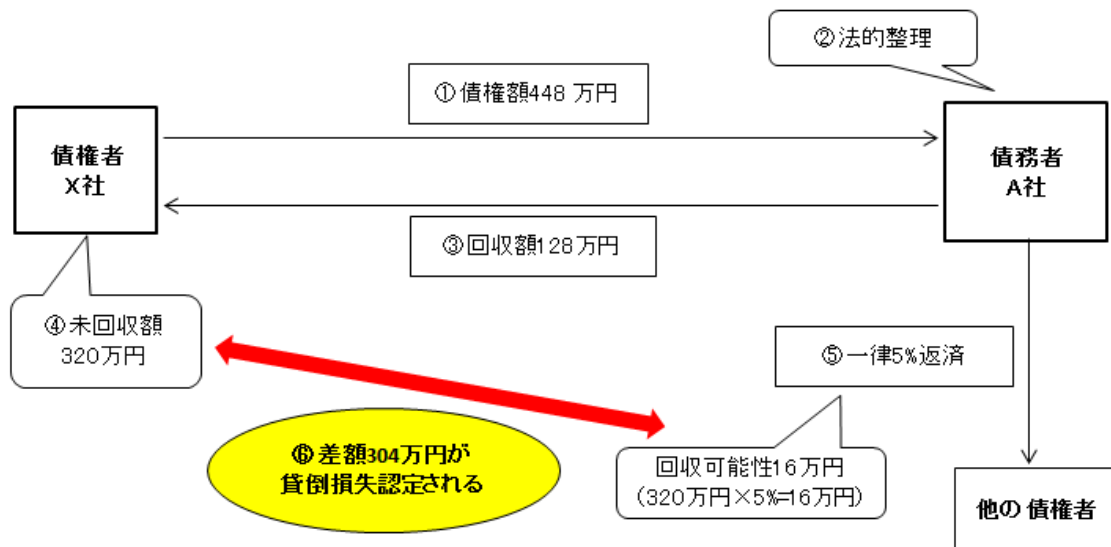 ②法的整理
①債権額448 万円
債権者
X社
債務者
A社
③回収額128万円
④未回収額
320万円
⑤一律5%返済
⑥差額304万円が
貸倒損失認定される
回収可能性16万円
(320万円×5%=16万円)
他の 債権者